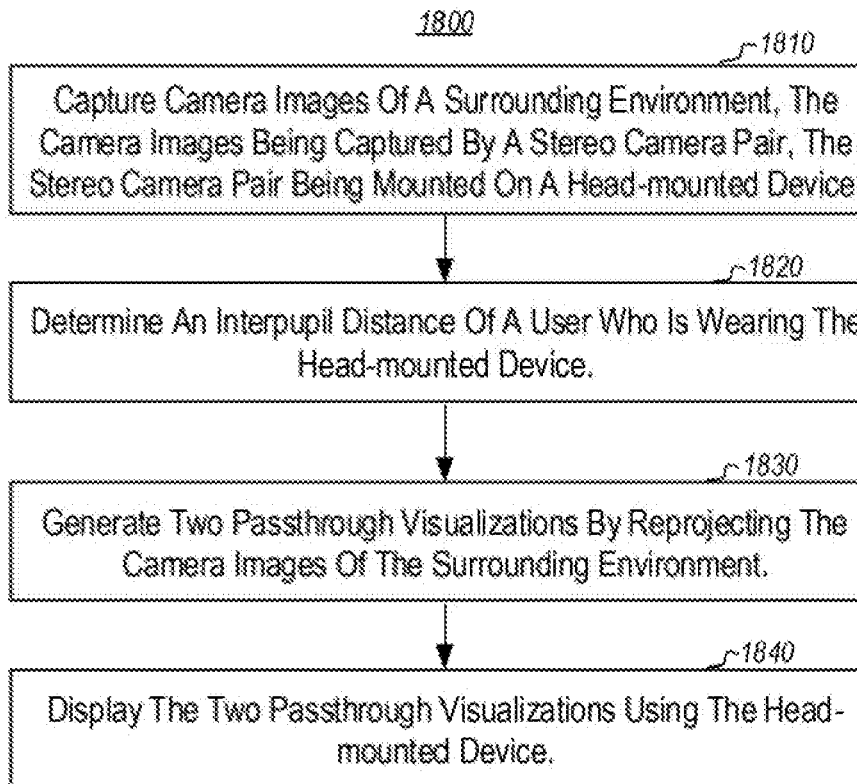 1800
1810
Capture Camera Images Of A Surrounding Environment, The
Camera Images Being Captured By A Stereo Camera Pair, The
Stereo Camera Pair Being Mounted On A Head-mounted Device
1820
Determine An Interpupil Distance Of A User Who Is Wearing The
Head-mounted Device.
1830
Generate Two Passthrough Visualizations By Reprojecting The
Camera Images Of The Surrounding Environment.
1840
Display The Two Passthrough Visualizations Using The Head-
mounted Device.